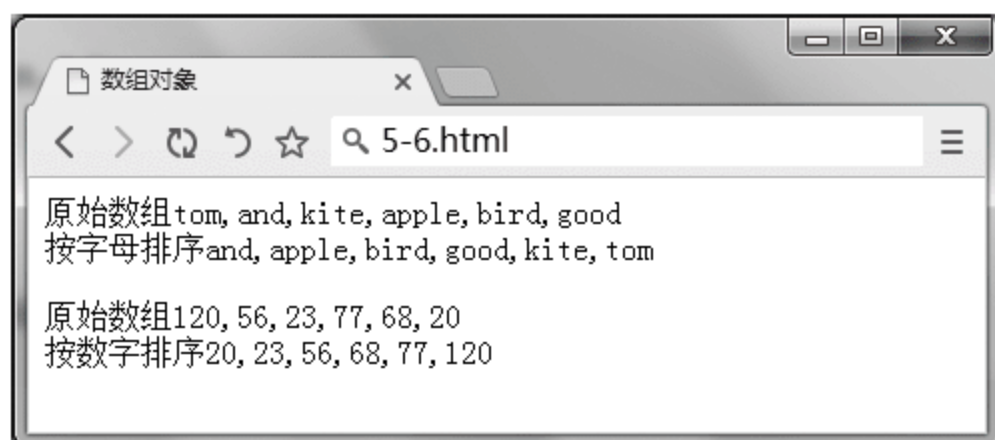 数组对象
5-6.html
原始数组tom,and,kite,apple,bird,good
按字母排序and,apple,bird,good,kite,tom
原始数组120,56,23,77,68,20
按数字排序20,23,56,68,77,120